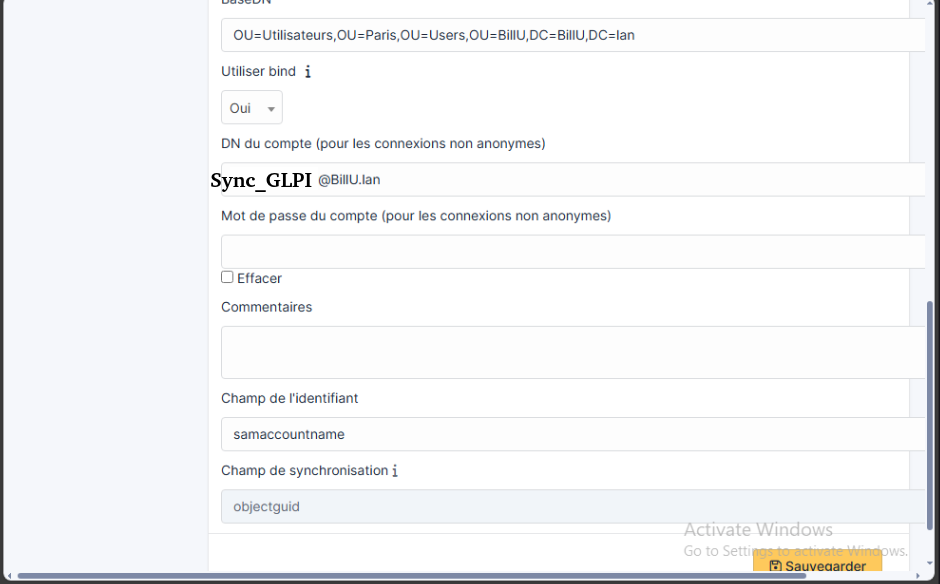 BaseDN
OU=Utilisateurs,OU=Paris,OU=Users,OU=BillU,DC=BillU,DC=lan
Utiliser bind i
Oui
DN du compte (pour les connexions non anonymes)
Sync_GLPI @BillU.lan
Mot de passe du compte (pour les connexions non anonymes)
Effacer
Commentaires
Champ de l'identifiant
samaccountname
Champ de synchronisation i
objectguid
Activate Windows
Go to Settings to activate Windows.
Sauvegarder